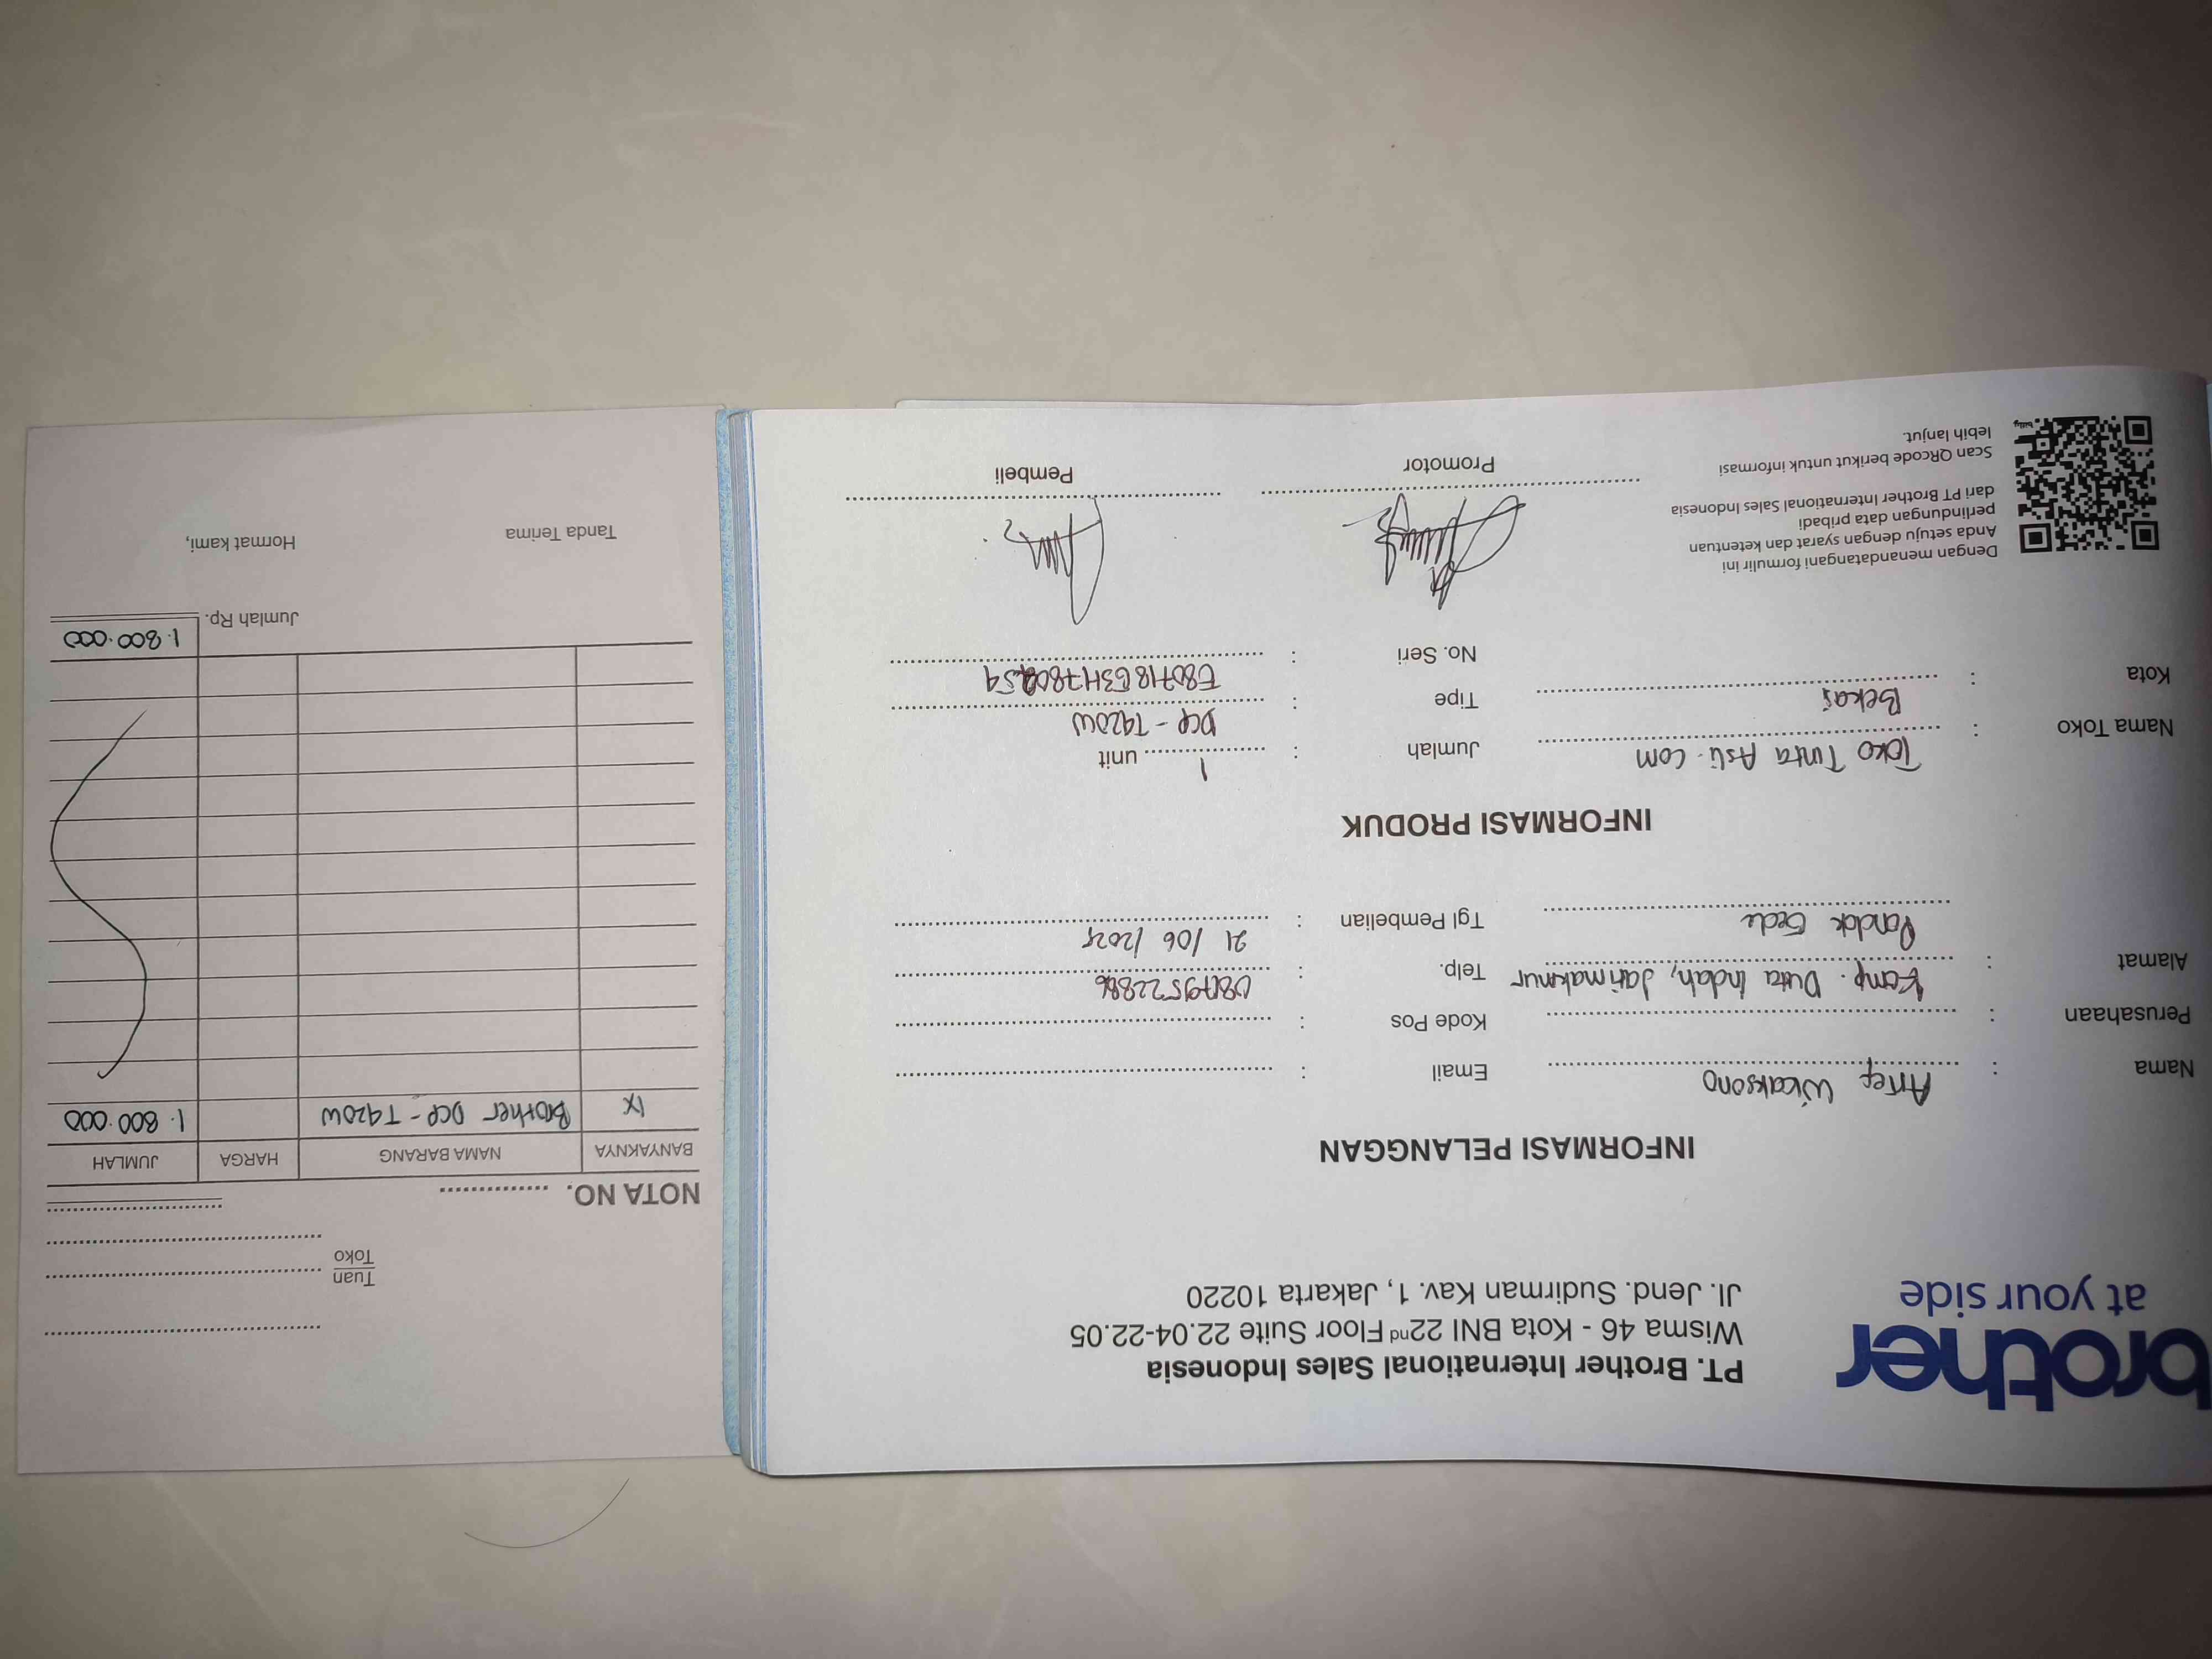 brother
at your side
PT. Brother International Sales Indonesia
Wisma 46 - Kota BNI 22nd Floor Suite 22.04-22.05
Jl. Jend. Sudirman Kav. 1, Jakarta 10220
INFORMASI PELANGGAN
Nama : Arief Wicaksono
Perusahaan :
Alamat : Komp. Duta Indah, Jatimakmur
Pondok Gede
Email :
Kode Pos :
Telp. :
Tgl Pembelian : 21/06/2025
INFORMASI PRODUK
Nama Toko : Toko Tinta Asli.com
Kota : Bekasi
Jumlah : 1 unit
Tipe : DCP-T420W
No. Seri :
Dengan menandatangani formulir ini
Anda setuju dengan syarat dan ketentuan
perlindungan data pribadi
dari PT Brother International Sales Indonesia
Scan QRcode berikut untuk informasi
lebih lanjut.
Promotor
Pembeli
Tuan
Toko
NOTA NO.
BANYAKNYA NAMA BARANG HARGA JUMLAH
1x Brother DCP-T420W 1.800.000
Jumlah Rp. 1.800.000
Tanda Terima
Hormat kami,